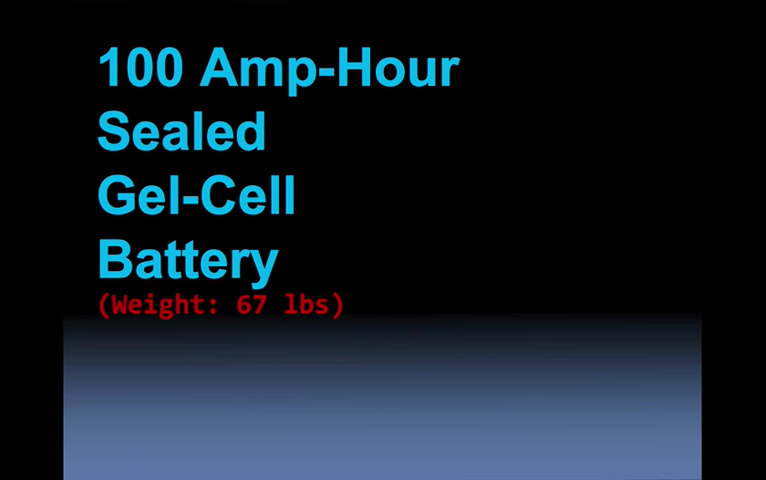 100 Amp-Hour
Sealed
Gel-Cell
Battery
(Weight: 67 lbs)